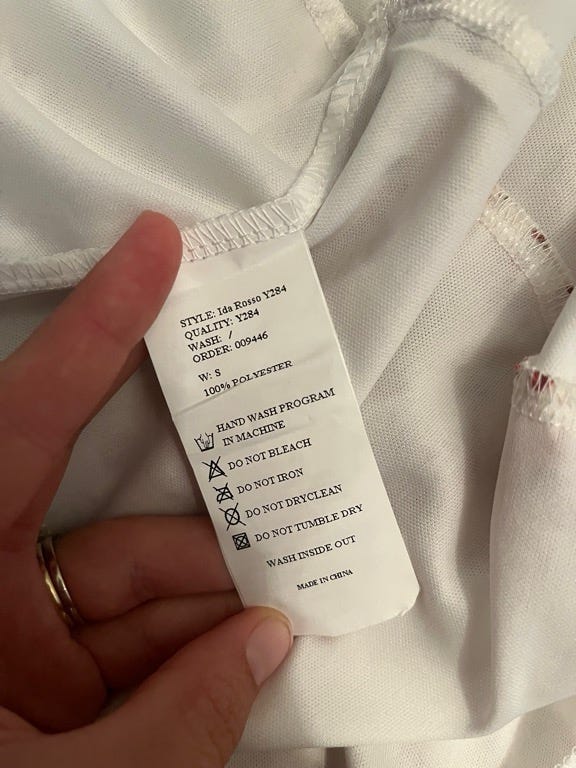 STYLE: Ida Rosso Y284
QUALITY: Y284
WASH: /
ORDER: 009446
W: S
100% POLYESTER
HAND WASH PROGRAM
IN MACHINE
DO NOT BLEACH
DO NOT IRON
DO NOT DRYCLEAN
DO NOT TUMBLE DRY
WASH INSIDE OUT
MADE IN CHINA